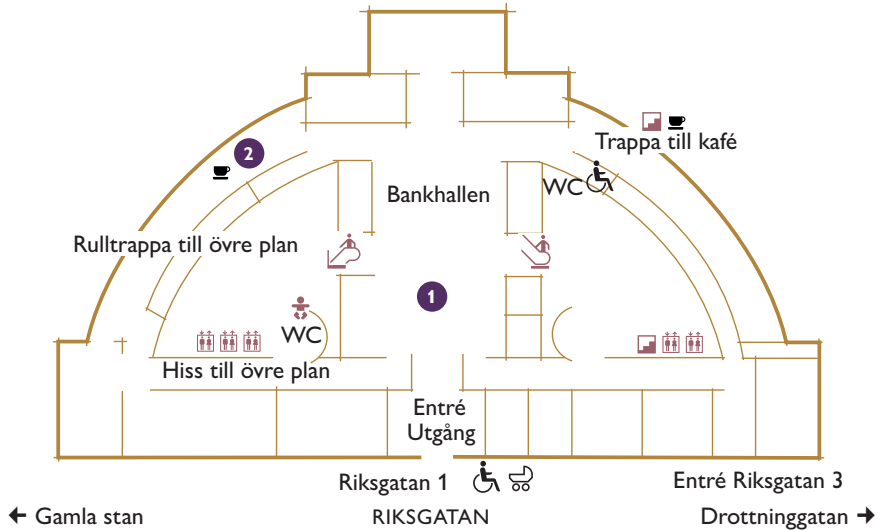 2
Trappa till kafé
Bankhallen
WC
Rulltrappa till övre plan
1
WC
Hiss till övre plan
Entré
Utgång
Riksgatan 1
Entré Riksgatan 3
← Gamla stan
RIKSGATAN
Drottninggatan →